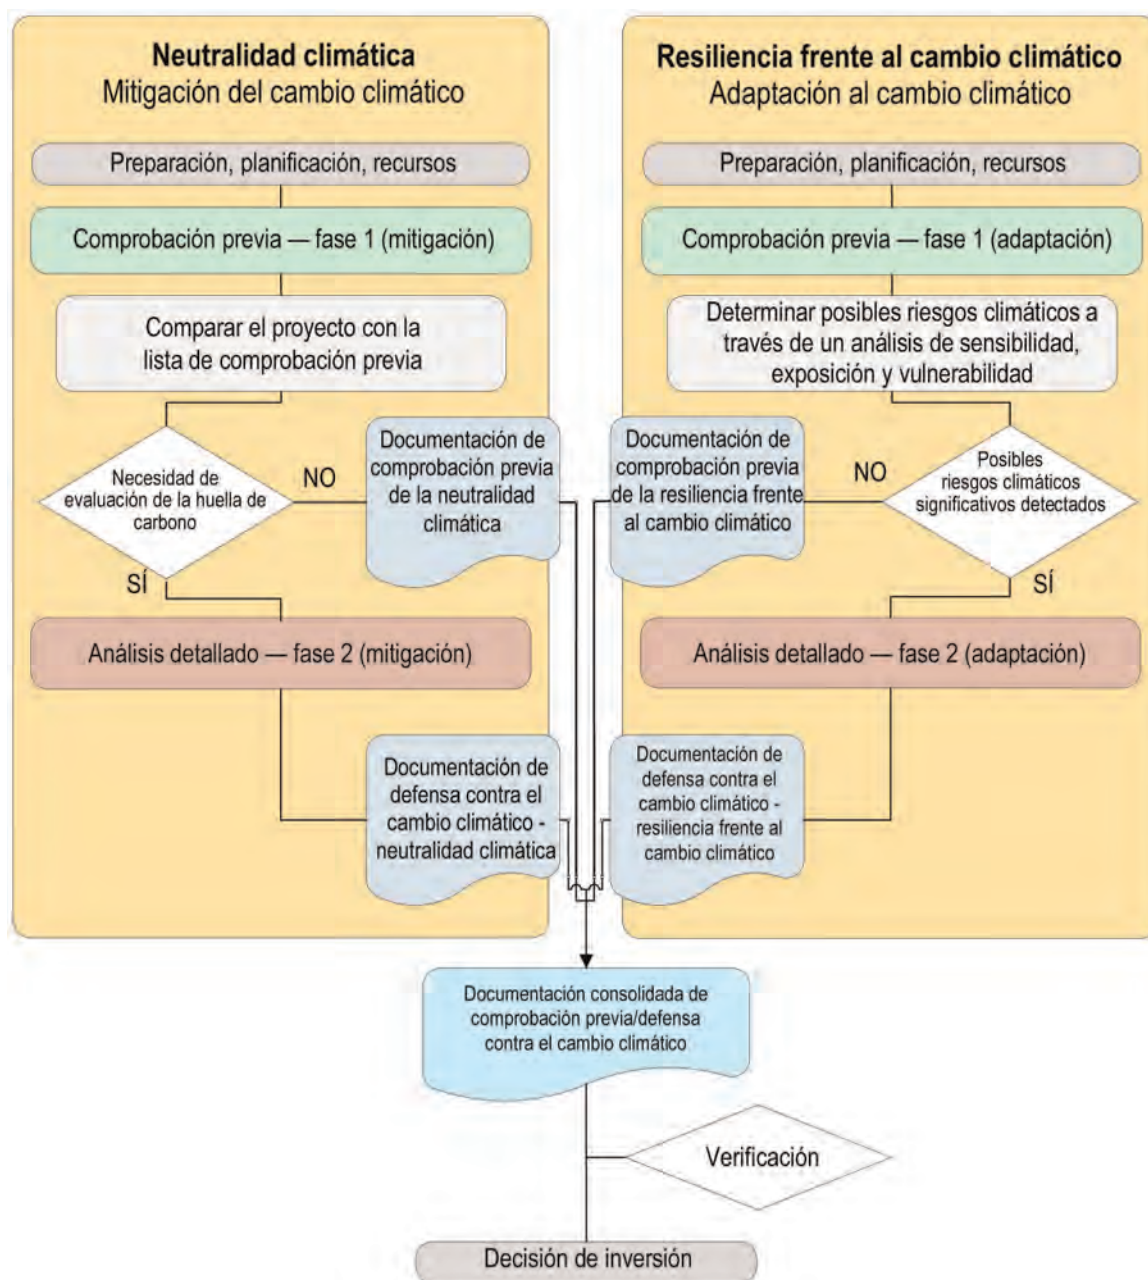 Neutralidad climática
Mitigación del cambio climático
Preparación, planificación, recursos
Comprobación previa — fase 1 (mitigación)
Comparar el proyecto con la
lista de comprobación previa
Necesidad de
evaluación de la huella de
carbono
NO
Documentación de
comprobación previa
de la neutralidad
climática
SÍ
Análisis detallado — fase 2 (mitigación)
Documentación de
defensa contra el
cambio climático -
neutralidad climática
Resiliencia frente al cambio climático
Adaptación al cambio climático
Preparación, planificación, recursos
Comprobación previa — fase 1 (adaptación)
Determinar posibles riesgos climáticos a
través de un análisis de sensibilidad,
exposición y vulnerabilidad
Documentación de
comprobación previa
de la resiliencia frente
al cambio climático
NO
Posibles
riesgos climáticos
significativos detectados
SÍ
Análisis detallado — fase 2 (adaptación)
Documentación de
defensa contra el
cambio climático -
resiliencia frente al
cambio climático
Documentación consolidada de
comprobación previa/defensa
contra el cambio climático
Verificación
Decisión de inversión